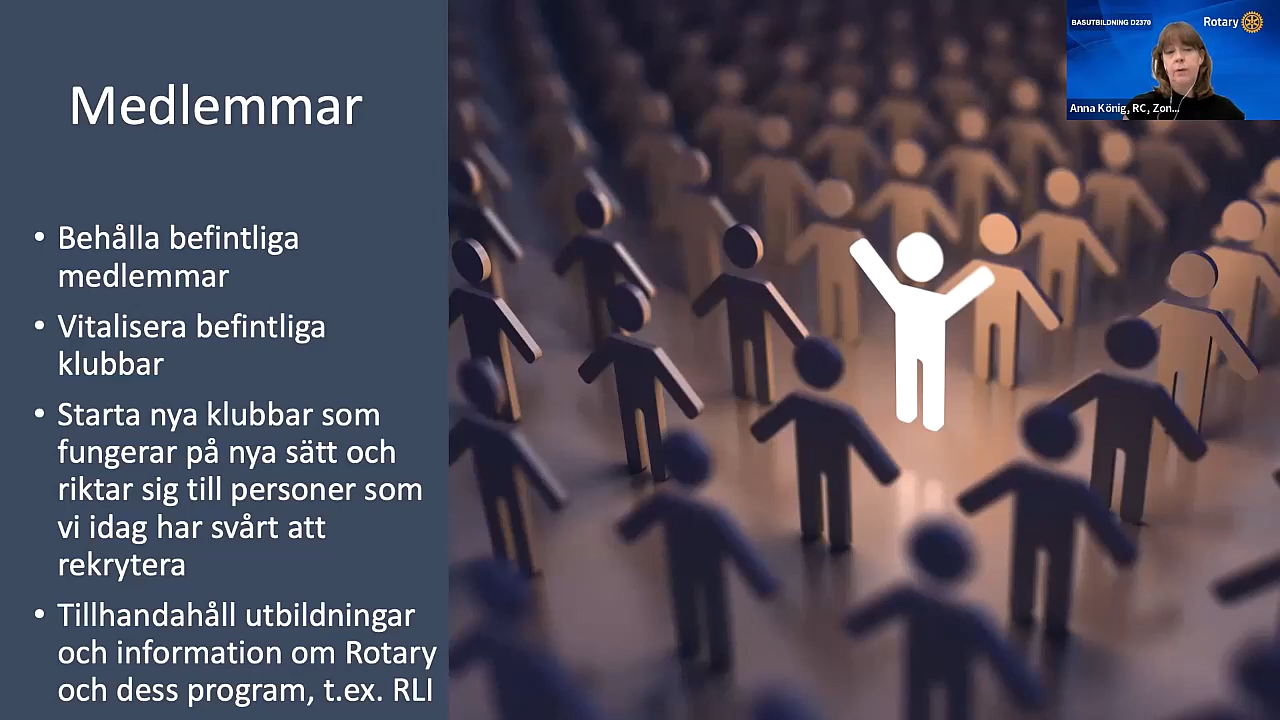 Medlemmar
• Behålla befintliga
medlemmar
• Vitalisera befintliga
klubbar
• Starta nya klubbar som
fungerar på nya sätt och
riktar sig till personer som
vi idag har svårt att
rekrytera
• Tillhandahåll utbildningar
och information om Rotary
och dess program, t.ex. RLI
BASUTBILDNING D2370
Rotary
Anna König, RC, Zon...